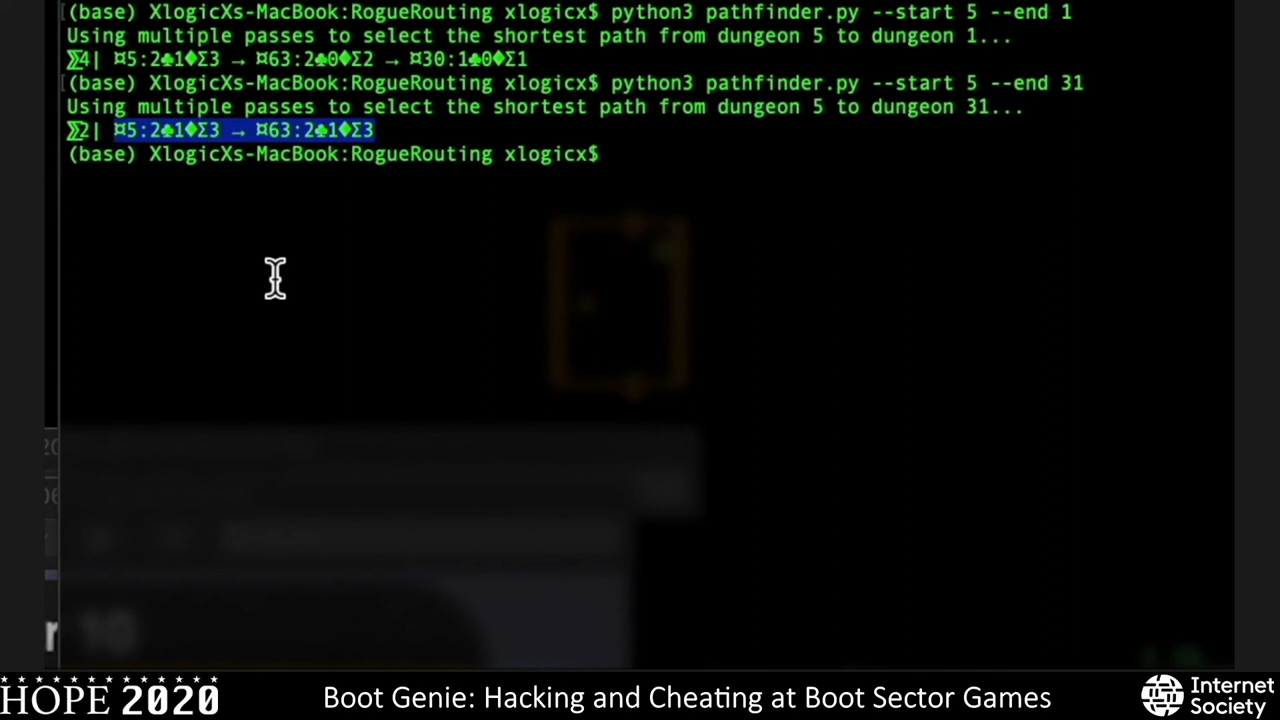 (base) XlogicXs-MacBook:RogueRouting xlogicx$ python3 pathfinder.py --start 5 --end 1
Using multiple passes to select the shortest path from dungeon 5 to dungeon 1...
⅀4| ¤5:2♣1♦Σ3 → ¤63:2♣0♦Σ2 → ¤30:1♣0♦Σ1
(base) XlogicXs-MacBook:RogueRouting xlogicx$ python3 pathfinder.py --start 5 --end 31
Using multiple passes to select the shortest path from dungeon 5 to dungeon 31...
⅀2| ¤5:2♣1♦Σ3 → ¤63:2♣1♦Σ3
(base) XlogicXs-MacBook:RogueRouting xlogicx$
10
HOPE 2020
Boot Genie: Hacking and Cheating at Boot Sector Games
Internet
Society